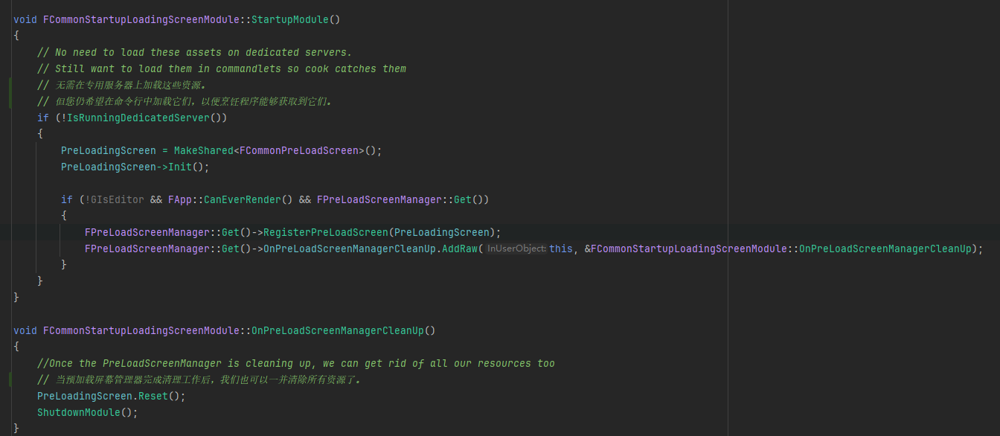 void FCommonStartupLoadingScreenModule::StartupModule()
{
    // No need to load these assets on dedicated servers.
    // Still want to load them in commandlets so cook catches them
    // 无需在专用服务器上加载这些资源。
    // 但您仍希望在命令行中加载它们，以便烹饪程序能够获取到它们。
    if (!IsRunningDedicatedServer())
    {
        PreLoadingScreen = MakeShared<FCommonPreLoadScreen>();
        PreLoadingScreen->Init();

        if (!GIsEditor && FApp::CanEverRender() && FPreLoadScreenManager::Get())
        {
            FPreLoadScreenManager::Get()->RegisterPreLoadScreen(PreLoadingScreen);
            FPreLoadScreenManager::Get()->OnPreLoadScreenManagerCleanUp.AddRaw( InUserObject: this, &FCommonStartupLoadingScreenModule::OnPreLoadScreenManagerCleanUp);
        }
    }
}

void FCommonStartupLoadingScreenModule::OnPreLoadScreenManagerCleanUp()
{
    //Once the PreLoadScreenManager is cleaning up, we can get rid of all our resources too
    // 当预加载屏幕管理器完成清理工作后，我们也可以一并清除所有资源了。
    PreLoadingScreen.Reset();
    ShutdownModule();
}